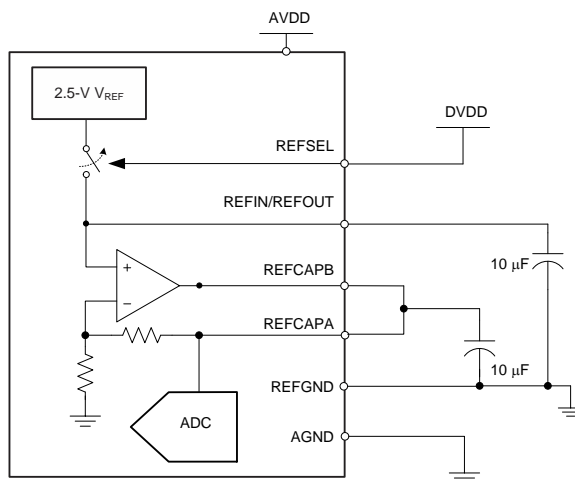 AVDD
2.5-V VREF
DVDD
REFSEL
REFIN/REFOUT
+
10 μF
REFCAPB
−
REFCAPA
10 μF
REFGND
ADC
AGND